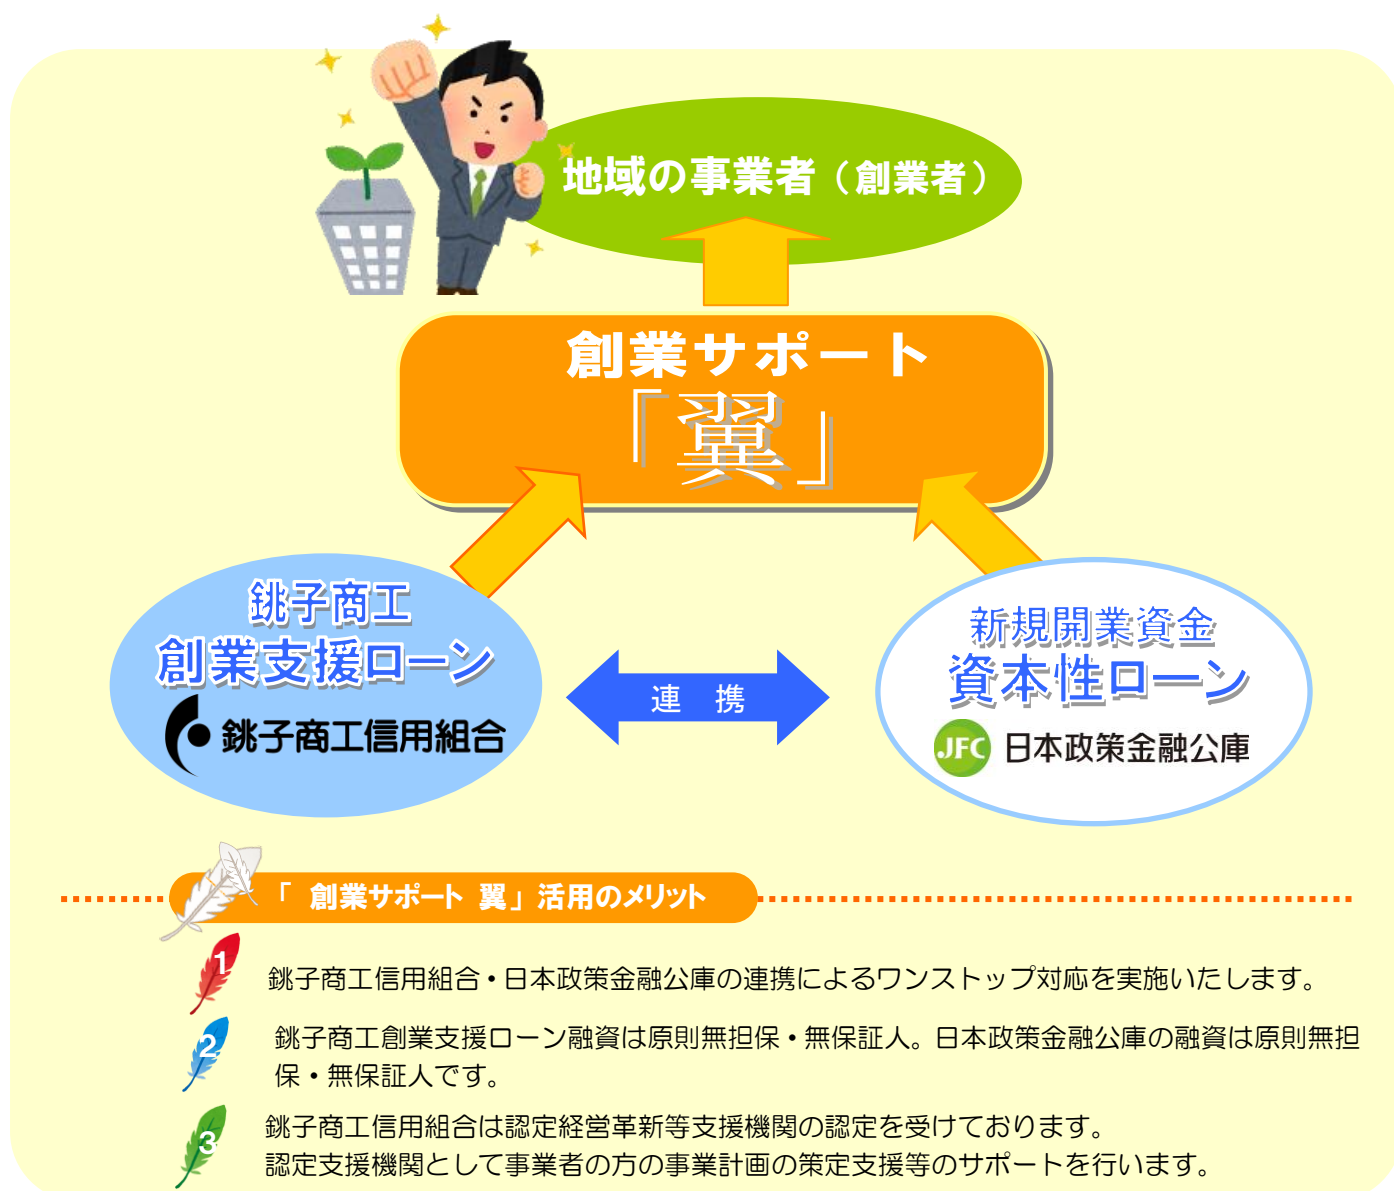 地域の事業者（創業者）
創業サポート
「翼」
銚子商工
創業支援ローン
銚子商工信用組合
連 携
新規開業資金
資本性ローン
JFC 日本政策金融公庫
「 創業サポート 翼」活用のメリット
1 銚子商工信用組合・日本政策金融公庫の連携によるワンストップ対応を実施いたします。
2 銚子商工創業支援ローン融資は原則無担保・無保証人。日本政策金融公庫の融資は原則無担
保・無保証人です。
3 銚子商工信用組合は認定経営革新等支援機関の認定を受けております。
認定支援機関として事業者の方の事業計画の策定支援等のサポートを行います。